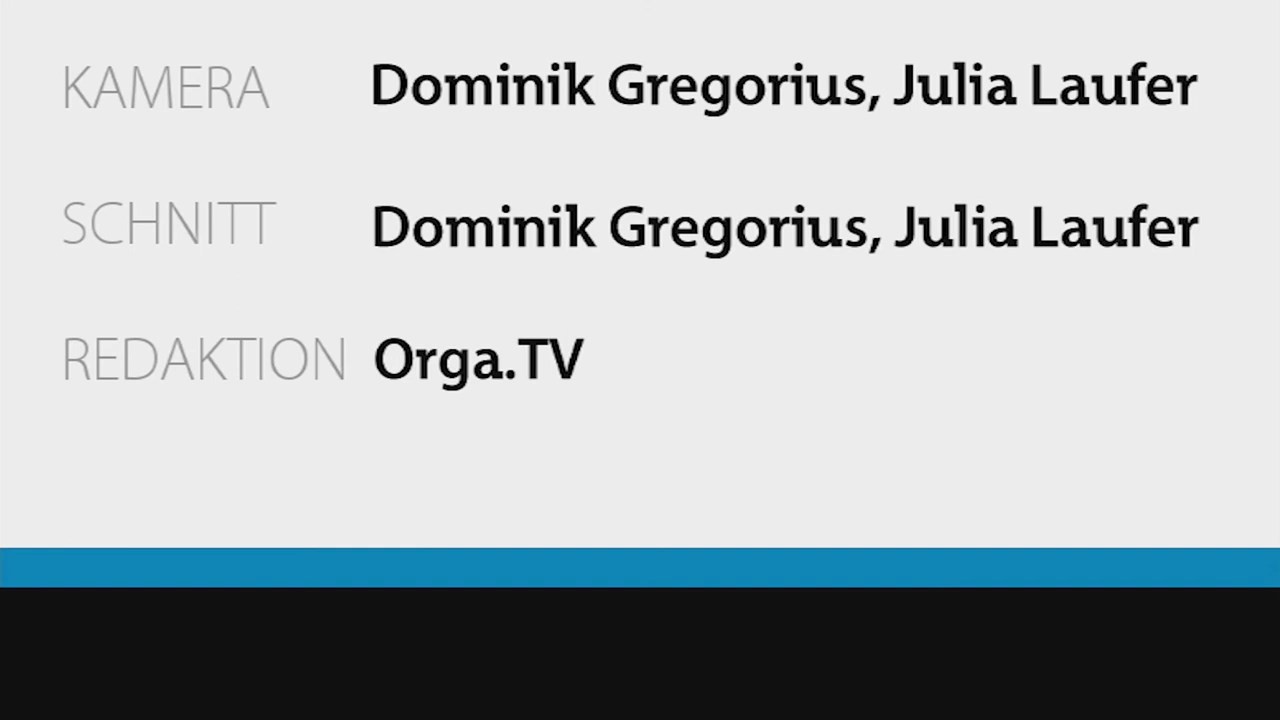 KAMERA Dominik Gregorius, Julia Laufer
SCHNITT Dominik Gregorius, Julia Laufer
REDAKTION Orga.TV